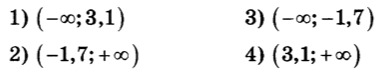 1) (−∞; 3,1) 3) (−∞; −1,7)
2) (−1,7; +∞) 4) (3,1; +∞)